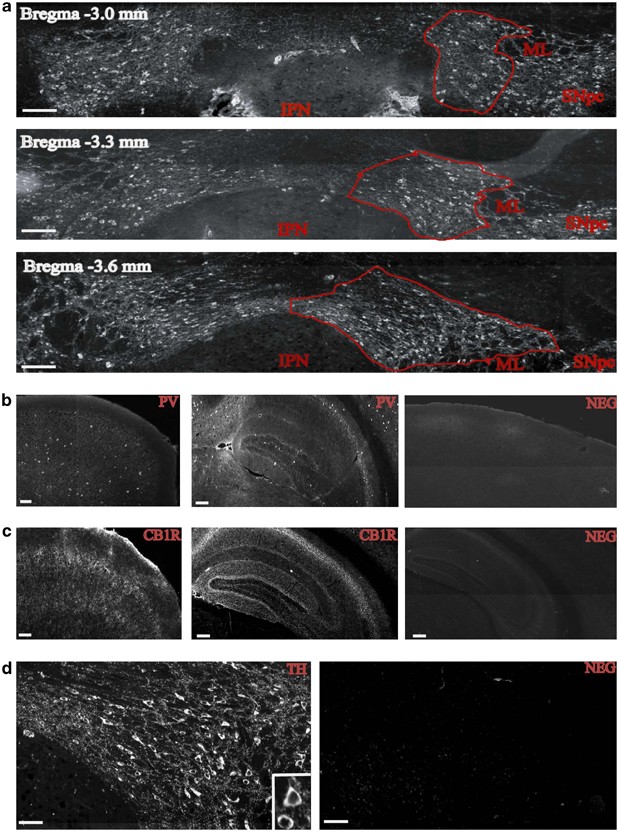 a
Bregma -3.0 mm
ML
SNpc
IPN
Bregma -3.3 mm
ML
SNpc
IPN
Bregma -3.6 mm
IPN
ML
SNpc
b
PV
PV
NEG
c
CB1R
CB1R
NEG
d
TH
NEG